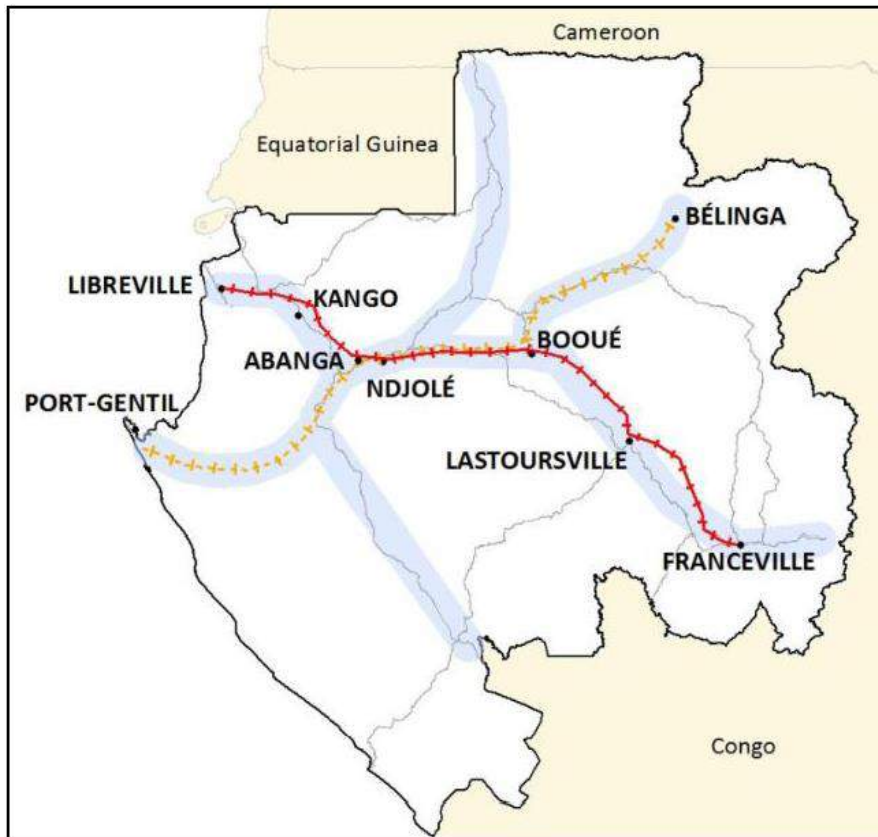 Cameroon
Equatorial Guinea
BÉLINGA
LIBREVILLE
KANGO
BOOUÉ
ABANGA
NDJOLÉ
PORT-GENTIL
LASTOURSVILLE
FRANCEVILLE
Congo